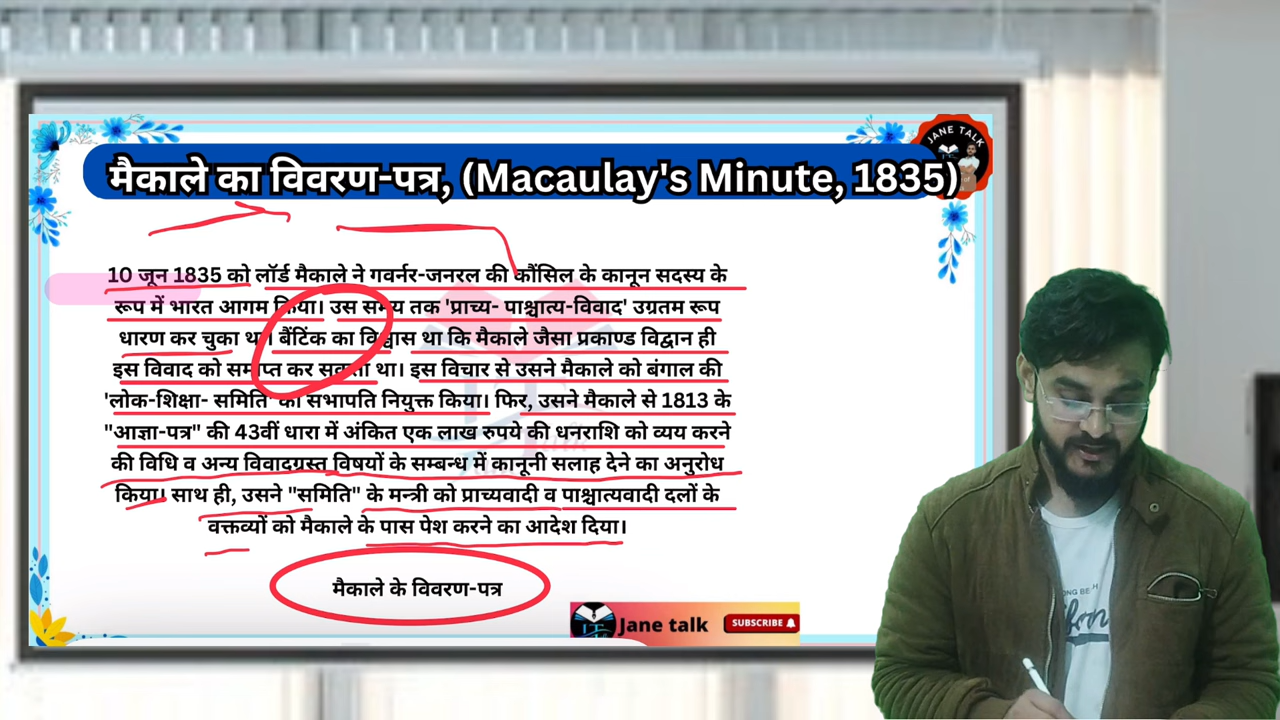 मैकाले का विवरण-पत्र, (Macaulay's Minute, 1835)
JANE TALK
10 जून 1835 को लॉर्ड मैकाले ने गवर्नर-जनरल की कौंसिल के कानून सदस्य के
रूप में भारत आगम किया। उस समय तक 'प्राच्य- पाश्चात्य-विवाद' उग्रतम रूप
धारण कर चुका था। बैंटिंक का विश्वास था कि मैकाले जैसा प्रकाण्ड विद्वान ही
इस विवाद को समाप्त कर सकता था। इस विचार से उसने मैकाले को बंगाल की
'लोक-शिक्षा- समिति' का सभापति नियुक्त किया। फिर, उसने मैकाले से 1813 के
"आज्ञा-पत्र" की 43वीं धारा में अंकित एक लाख रुपये की धनराशि को व्यय करने
की विधि व अन्य विवादग्रस्त विषयों के सम्बन्ध में कानूनी सलाह देने का अनुरोध
किया। साथ ही, उसने "समिति" के मन्त्री को प्राच्यवादी व पाश्चात्यवादी दलों के
वक्तव्यों को मैकाले के पास पेश करने का आदेश दिया।
मैकाले के विवरण-पत्र
Jane talk
SUBSCRIBE